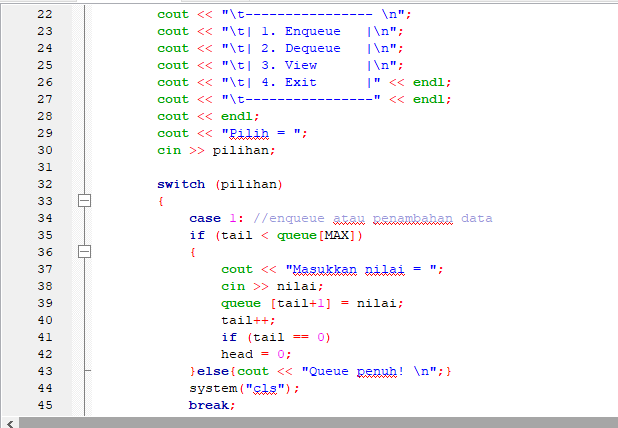 22 cout << "\t---------------- \n";
23 cout << "\t| 1. Enqueue   |\n";
24 cout << "\t| 2. Dequeue   |\n";
25 cout << "\t| 3. View      |\n";
26 cout << "\t| 4. Exit      |" << endl;
27 cout << "\t----------------" << endl;
28 cout << endl;
29 cout << "Pilih = ";
30 cin >> pilihan;
31
32 switch (pilihan)
33 {
34 case 1: //enqueue atau penambahan data
35 if (tail < queue[MAX])
36 {
37 cout << "Masukkan nilai = ";
38 cin >> nilai;
39 queue [tail+1] = nilai;
40 tail++;
41 if (tail == 0)
42 head = 0;
43 }else{cout << "Queue penuh! \n";}
44 system("cls");
45 break;